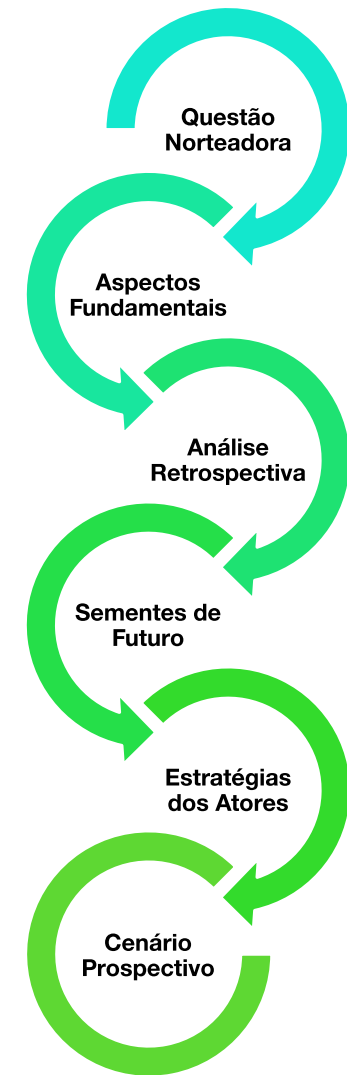 Questão
Norteadora
Aspectos
Fundamentais
Análise
Retrospectiva
Sementes de
Futuro
Estratégias
dos Atores
Cenário
Prospectivo